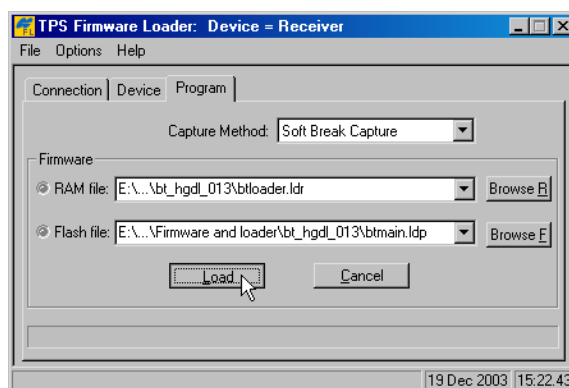 TPS Firmware Loader: Device = Receiver
File Options Help
Connection Device Program
Capture Method: Soft Break Capture
Firmware
RAM file: E:\...\bt_hgdl_013\btloader.ldr Browse R
Flash file: E:\...\Firmware and loader\bt_hgdl_013\btmain.ldp Browse F
Load Cancel
19 Dec 2003 15:22.43